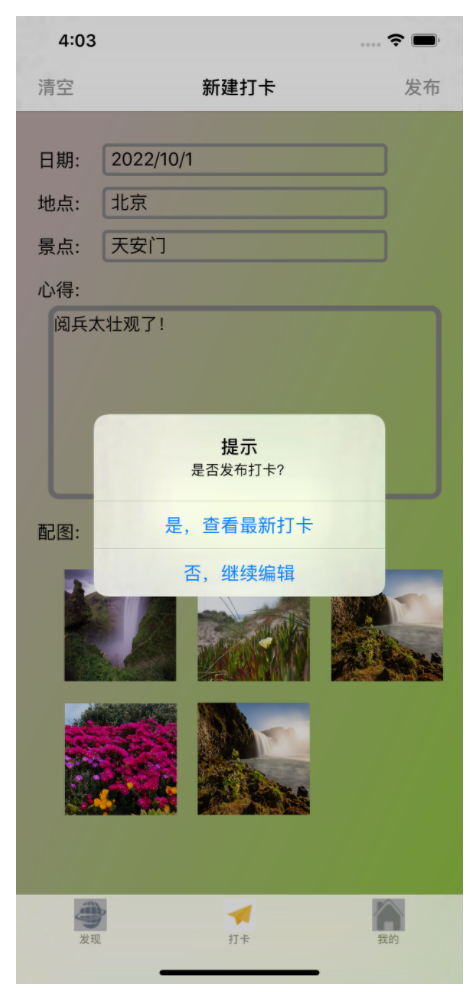 4:03
清空 新建打卡 发布
日期: 2022/10/1
地点: 北京
景点: 天安门
心得:
阅兵太壮观了!
提示
是否发布打卡?
是，查看最新打卡
否，继续编辑
配图:
发现 打卡 我的